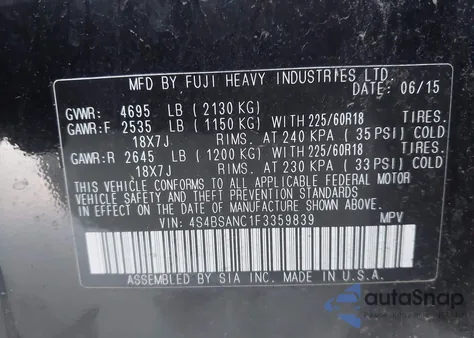 MFD BY FUJI HEAVY INDUSTRIES LTD.
DATE: 06/15
GVWR: 4695 LB (2130 KG) TIRES.
GAWR:F 2535 LB (1150 KG) WITH 225/60R18
18X7J RIMS. AT 240 KPA (35 PSI) COLD
TIRES.
GAWR:R 2645 LB (1200 KG) WITH 225/60R18
18X7J RIMS. AT 230 KPA (33 PSI) COLD
THIS VEHICLE CONFORMS TO ALL APPLICABLE FEDERAL MOTOR
VEHICLE SAFETY AND BUMPER STANDARDS
IN EFFECT ON THE DATE OF MANUFACTURE SHOWN ABOVE.
VIN: 4S4BSANC1F3359839 MPV
ASSEMBLED BY SIA INC. MADE IN U.S.A.
autoSnap